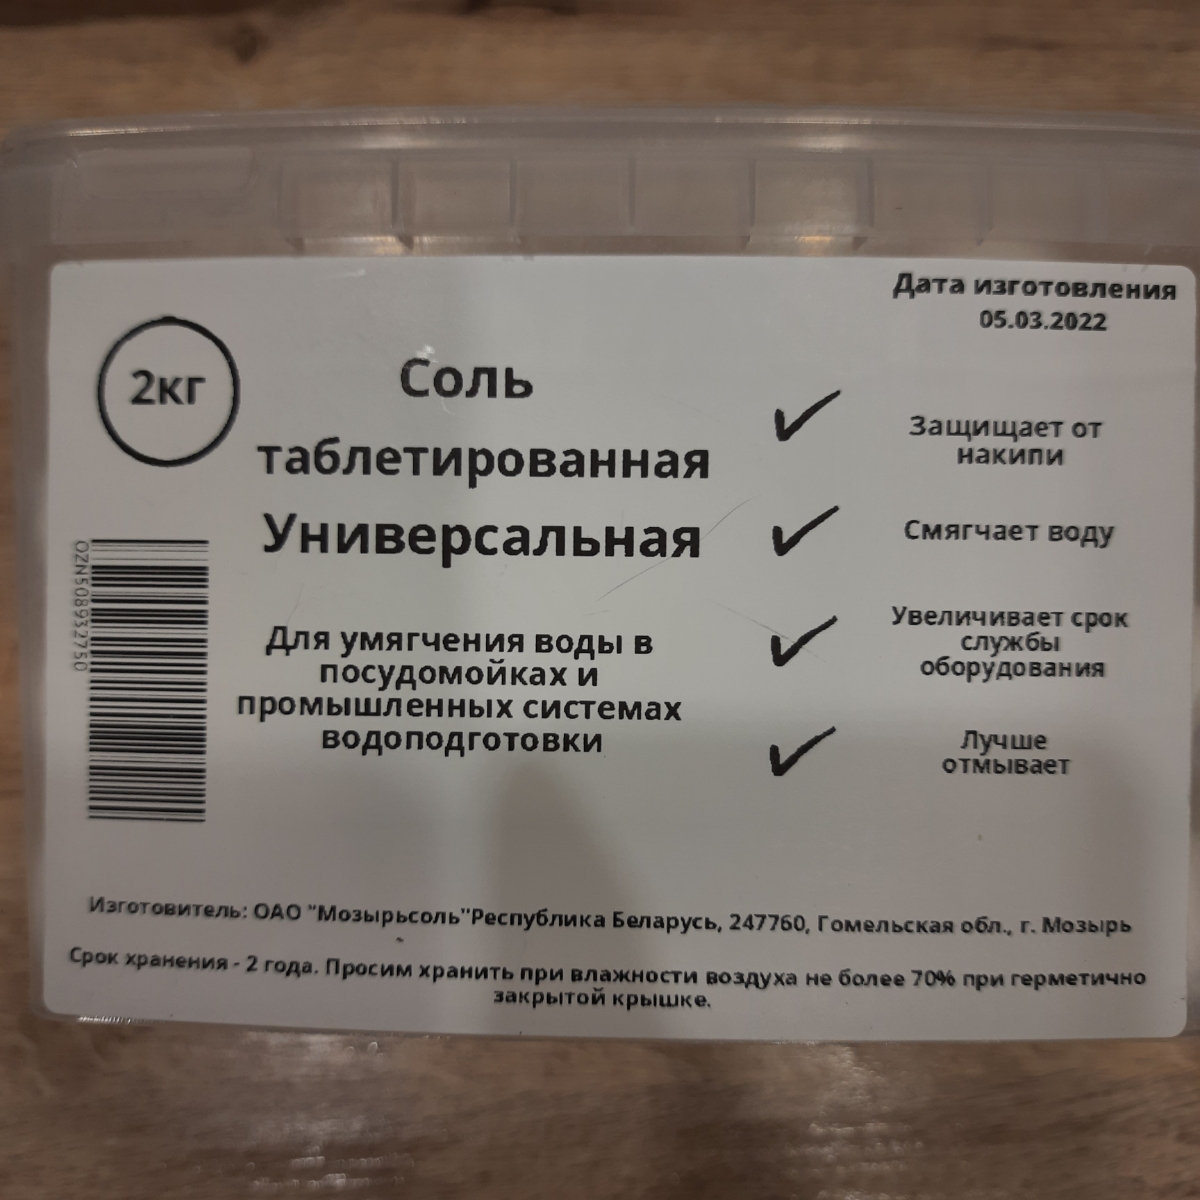 Дата изготовления
05.03.2022
2кг
Соль
таблетированная
Универсальная
Для умягчения воды в
посудомойках и
промышленных системах
водоподготовки
Защищает от
накипи
Смягчает воду
Увеличивает срок
службы
оборудования
Лучше
отмывает
OZN508932750
Изготовитель: ОАО "Мозырьсоль"Республика Беларусь, 247760, Гомельская обл., г. Мозырь
Срок хранения - 2 года. Просим хранить при влажности воздуха не более 70% при герметично
закрытой крышке.